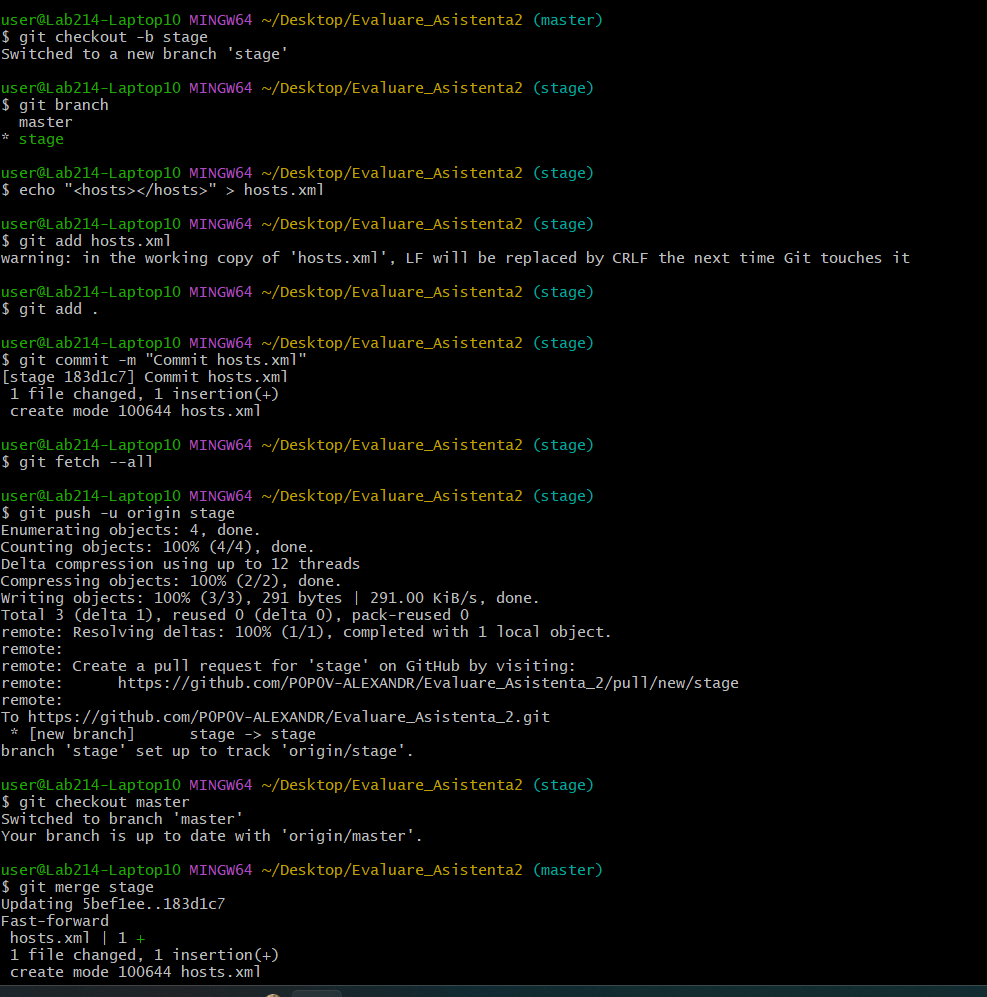 user@Lab214-Laptop10 MINGW64 ~/Desktop/Evaluare_Asistenta2 (master)
$ git checkout -b stage
Switched to a new branch 'stage'
user@Lab214-Laptop10 MINGW64 ~/Desktop/Evaluare_Asistenta2 (stage)
$ git branch
  master
* stage
user@Lab214-Laptop10 MINGW64 ~/Desktop/Evaluare_Asistenta2 (stage)
$ echo "<hosts></hosts>" > hosts.xml
user@Lab214-Laptop10 MINGW64 ~/Desktop/Evaluare_Asistenta2 (stage)
$ git add hosts.xml
warning: in the working copy of 'hosts.xml', LF will be replaced by CRLF the next time Git touches it
user@Lab214-Laptop10 MINGW64 ~/Desktop/Evaluare_Asistenta2 (stage)
$ git add .
user@Lab214-Laptop10 MINGW64 ~/Desktop/Evaluare_Asistenta2 (stage)
$ git commit -m "Commit hosts.xml"
[stage 183d1c7] Commit hosts.xml
 1 file changed, 1 insertion(+)
 create mode 100644 hosts.xml
user@Lab214-Laptop10 MINGW64 ~/Desktop/Evaluare_Asistenta2 (stage)
$ git fetch --all
user@Lab214-Laptop10 MINGW64 ~/Desktop/Evaluare_Asistenta2 (stage)
$ git push -u origin stage
Enumerating objects: 4, done.
Counting objects: 100% (4/4), done.
Delta compression using up to 12 threads
Compressing objects: 100% (2/2), done.
Writing objects: 100% (3/3), 291 bytes | 291.00 KiB/s, done.
Total 3 (delta 1), reused 0 (delta 0), pack-reused 0
remote: Resolving deltas: 100% (1/1), completed with 1 local object.
remote:
remote: Create a pull request for 'stage' on GitHub by visiting:
remote:      https://github.com/POPOV-ALEXANDR/Evaluare_Asistenta_2/pull/new/stage
remote:
To https://github.com/POPOV-ALEXANDR/Evaluare_Asistenta_2.git
 * [new branch]      stage -> stage
branch 'stage' set up to track 'origin/stage'.
user@Lab214-Laptop10 MINGW64 ~/Desktop/Evaluare_Asistenta2 (stage)
$ git checkout master
Switched to branch 'master'
Your branch is up to date with 'origin/master'.
user@Lab214-Laptop10 MINGW64 ~/Desktop/Evaluare_Asistenta2 (master)
$ git merge stage
Updating 5bef1ee..183d1c7
Fast-forward
 hosts.xml | 1 +
 1 file changed, 1 insertion(+)
 create mode 100644 hosts.xml